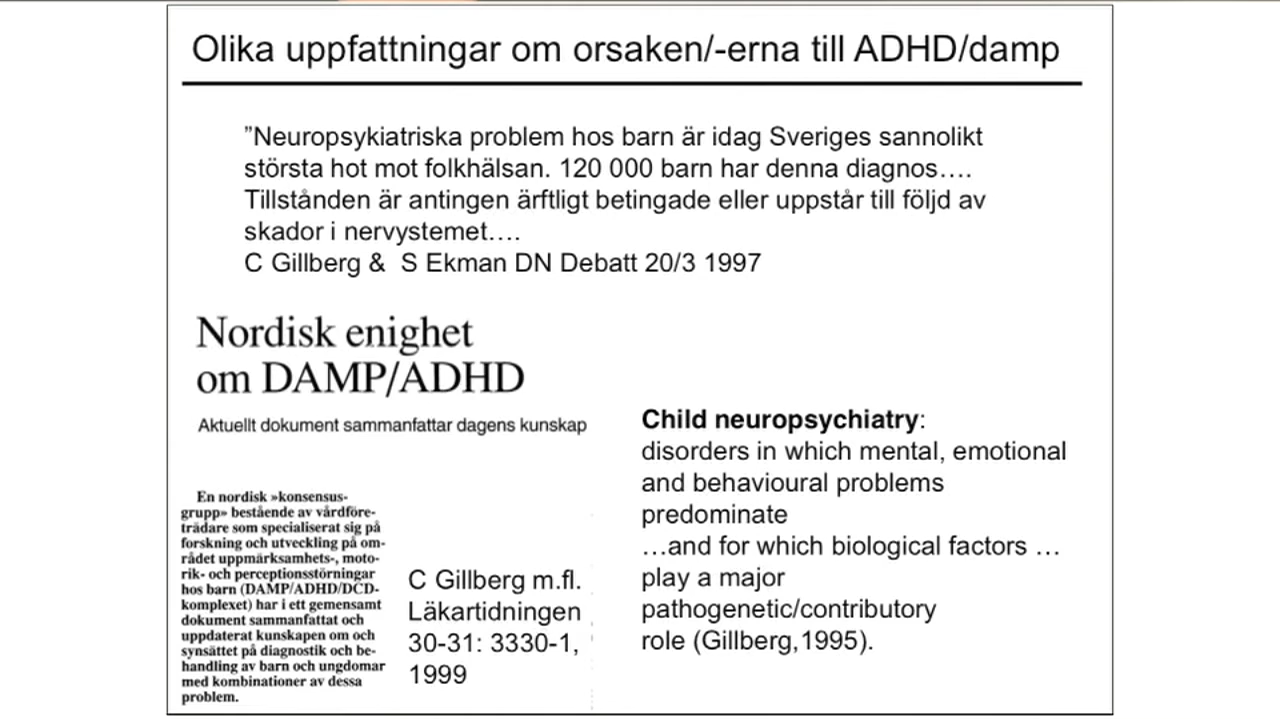 Olika uppfattningar om orsaken/-erna till ADHD/damp
”Neuropsykiatriska problem hos barn är idag Sveriges sannolikt
största hot mot folkhälsan. 120 000 barn har denna diagnos….
Tillstånden är antingen ärftligt betingade eller uppstår till följd av
skador i nervystemet….
C Gillberg & S Ekman DN Debatt 20/3 1997
Nordisk enighet
om DAMP/ADHD
Aktuellt dokument sammanfattar dagens kunskap
En nordisk »konsensus-
grupp» bestående av vårdföre-
trädare som specialiserat sig på
forskning och utveckling på om-
rådet uppmärksamhets-, moto-
rik- och perceptionsstörningar
hos barn (DAMP/ADHD/DCD-
komplexet) har i ett gemensamt
dokument sammanfattat och
uppdaterat kunskapen om och
synsättet på diagnostik och be-
handling av barn och ungdomar
med kombinationer av dessa
problem.
C Gillberg m.fl.
Läkartidningen
30-31: 3330-1,
1999
Child neuropsychiatry:
disorders in which mental, emotional
and behavioural problems
predominate
…and for which biological factors …
play a major
pathogenetic/contributory
role (Gillberg,1995).